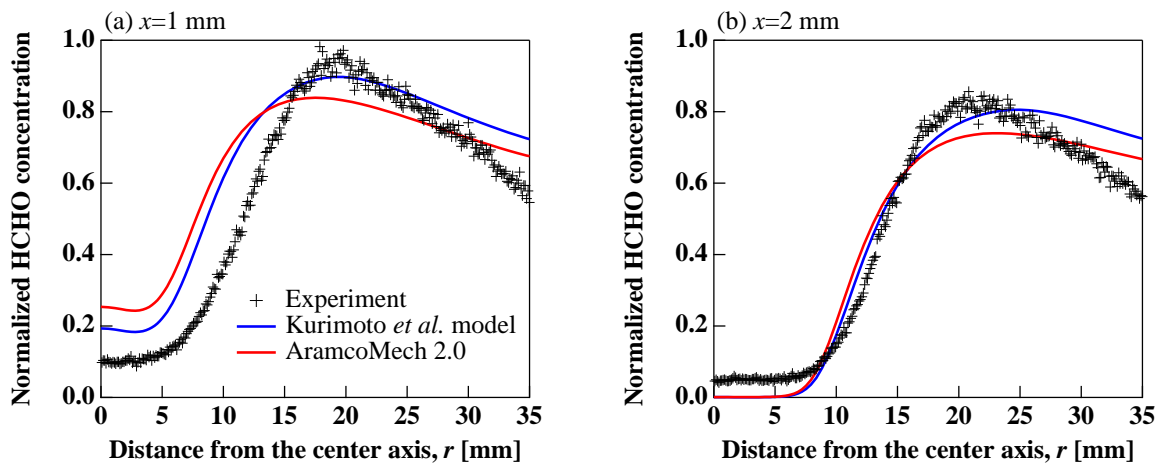 (a) x=1 mm
Normalized HCHO concentration
1.0
0.8
0.6
0.4
0.2
0.0
+ Experiment
Kurimoto et al. model
AramcoMech 2.0
0 5 10 15 20 25 30 35
Distance from the center axis, r [mm]
(b) x=2 mm
Normalized HCHO concentration
1.0
0.8
0.6
0.4
0.2
0.0
0 5 10 15 20 25 30 35
Distance from the center axis, r [mm]